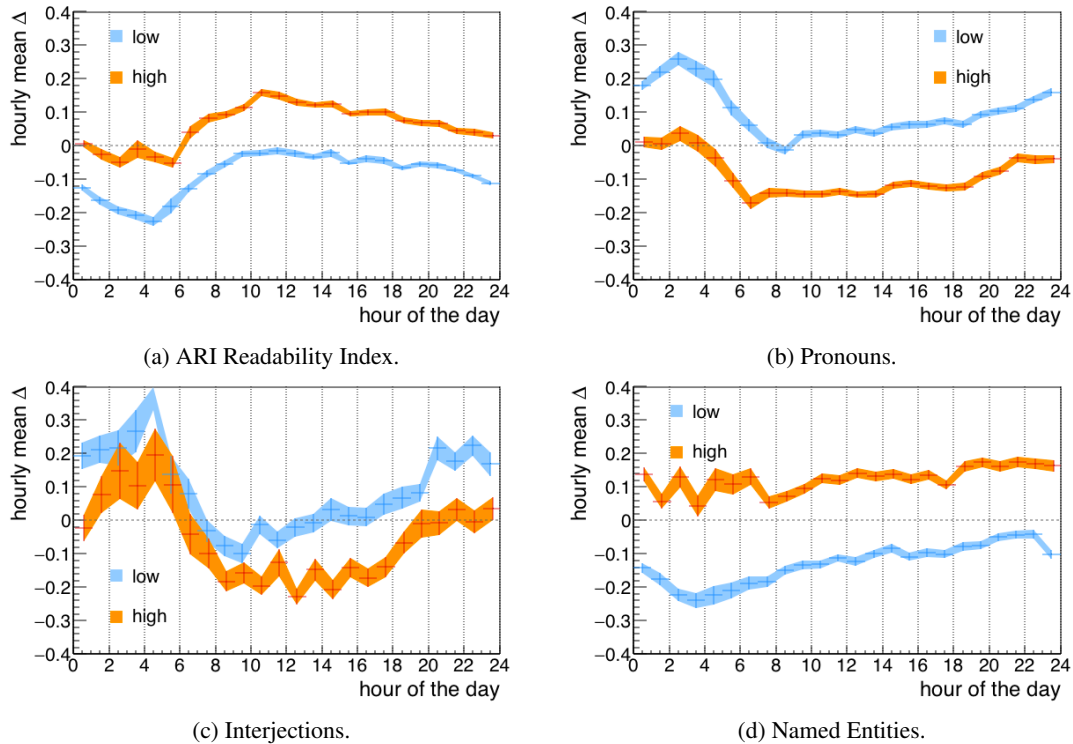 hourly mean Δ
0.4
0.3
0.2
0.1
0
−0.1
−0.2
−0.3
−0.4
low
high
0 2 4 6 8 10 12 14 16 18 20 22 24
hour of the day
(a) ARI Readability Index.
hourly mean Δ
0.4
0.3
0.2
0.1
0
−0.1
−0.2
−0.3
−0.4
low
high
0 2 4 6 8 10 12 14 16 18 20 22 24
hour of the day
(b) Pronouns.
hourly mean Δ
0.4
0.3
0.2
0.1
0
−0.1
−0.2
−0.3
−0.4
low
high
0 2 4 6 8 10 12 14 16 18 20 22 24
hour of the day
(c) Interjections.
hourly mean Δ
0.4
0.3
0.2
0.1
0
−0.1
−0.2
−0.3
−0.4
low
high
0 2 4 6 8 10 12 14 16 18 20 22 24
hour of the day
(d) Named Entities.